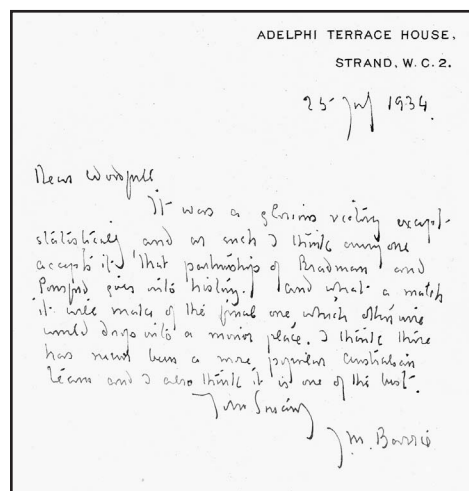 ADELPHI TERRACE HOUSE,
STRAND, W.C.2.
25 July 1934.
Dear Woodfull
It was a glorious victory except
statistically and as such I think everyone
accepts it. That partnership of Bradman and
Ponsford goes into history. And what a match
it will make of the final one which otherwise
would drop into a minor place. I think there
has never been a more popular Australian
team and I also think it is one of the best.
Yours Sincerely
J.M. Barrie